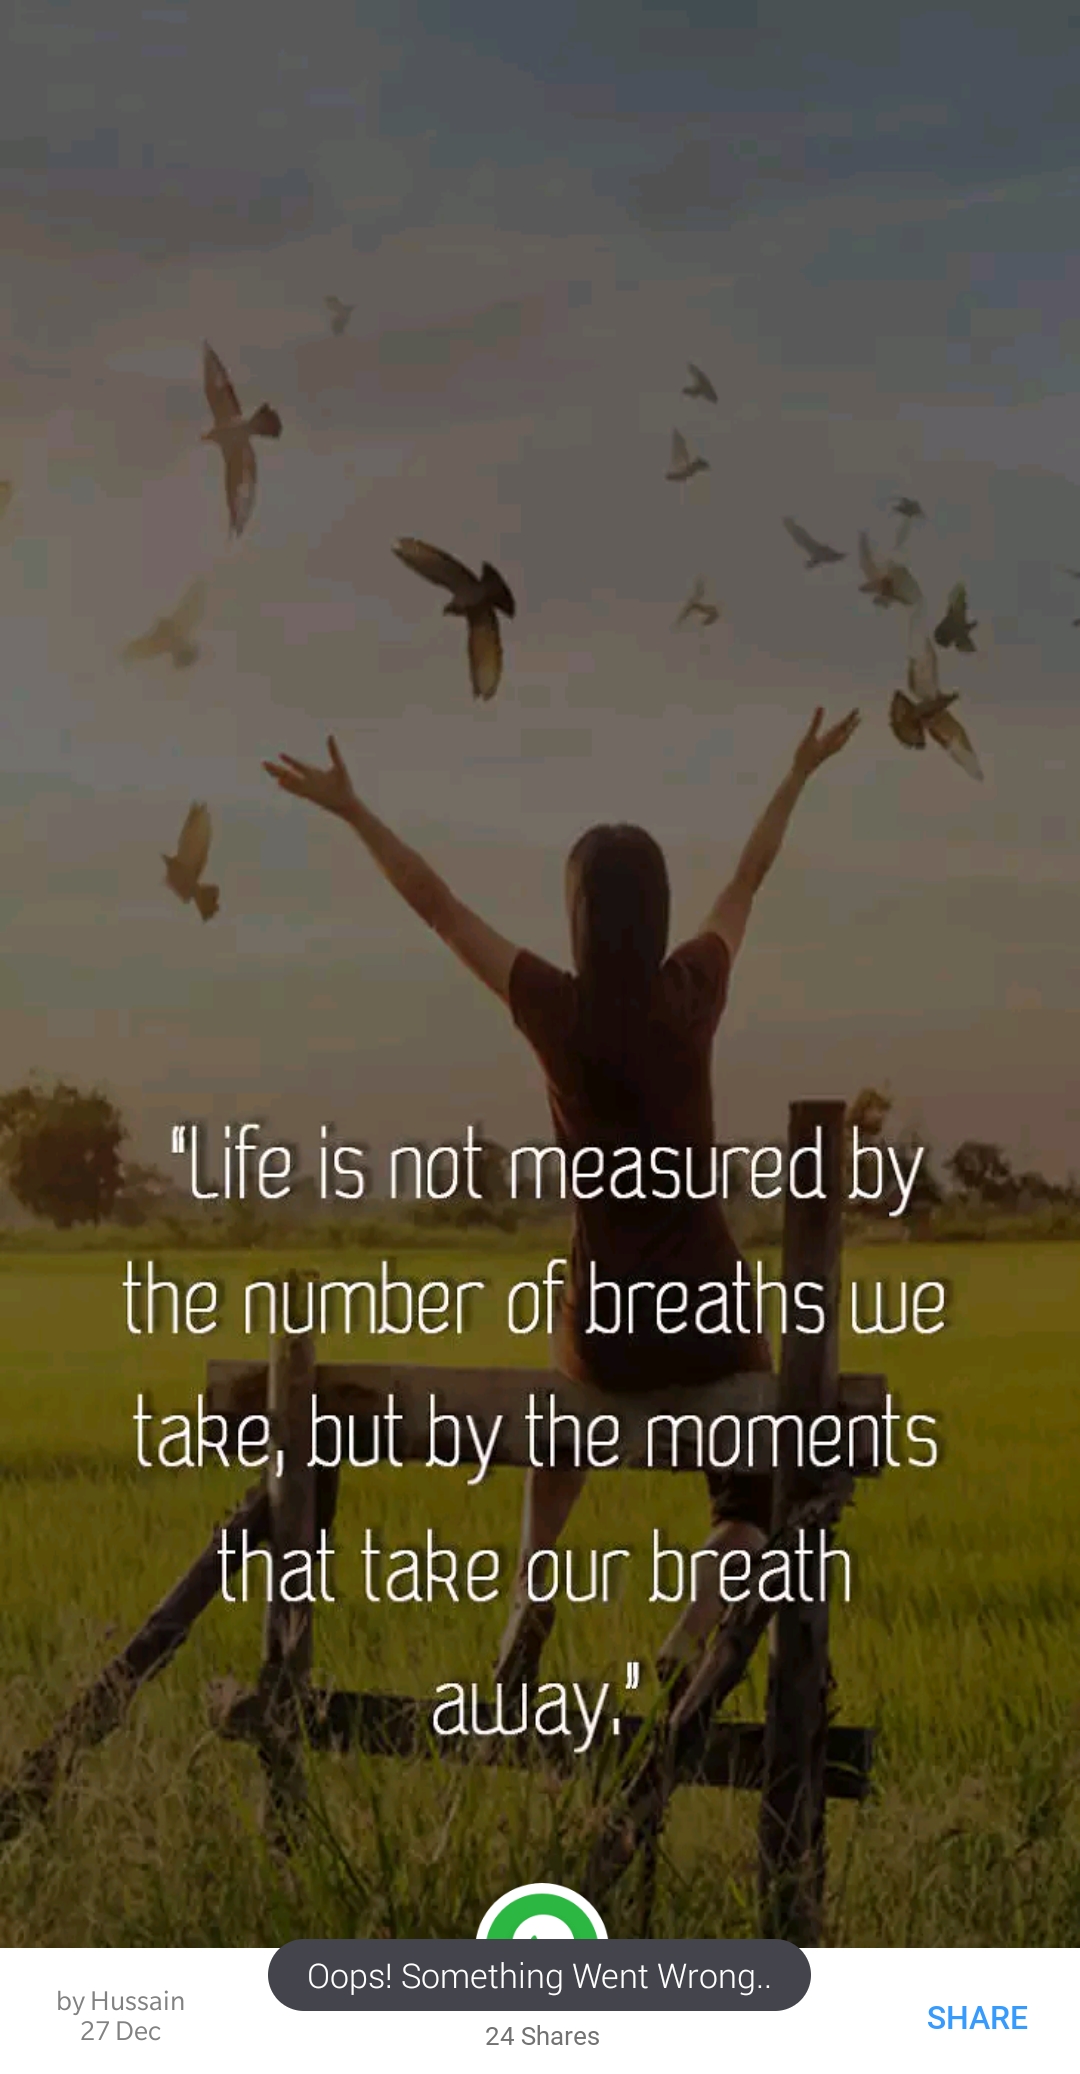 “Life is not measured by
the number of breaths we
take, but by the moments
that take our breath
away.”
Oops! Something Went Wrong..
by Hussain
27 Dec
24 Shares
SHARE